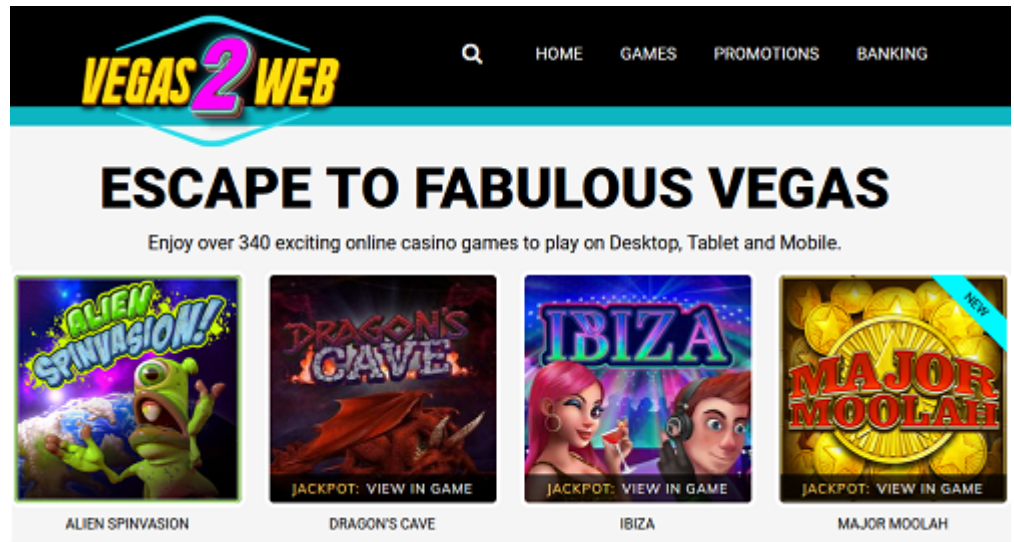 VEGAS 2 WEB
HOME GAMES PROMOTIONS BANKING
ESCAPE TO FABULOUS VEGAS
Enjoy over 340 exciting online casino games to play on Desktop, Tablet and Mobile.
ALIEN
SPINVASION!
DRAGON'S
CAVE
JACKPOT: VIEW IN GAME
IBIZA
JACKPOT: VIEW IN GAME
NEW
MAJOR
MOOLAH
JACKPOT: VIEW IN GAME
ALIEN SPINVASION
DRAGON'S CAVE
IBIZA
MAJOR MOOLAH